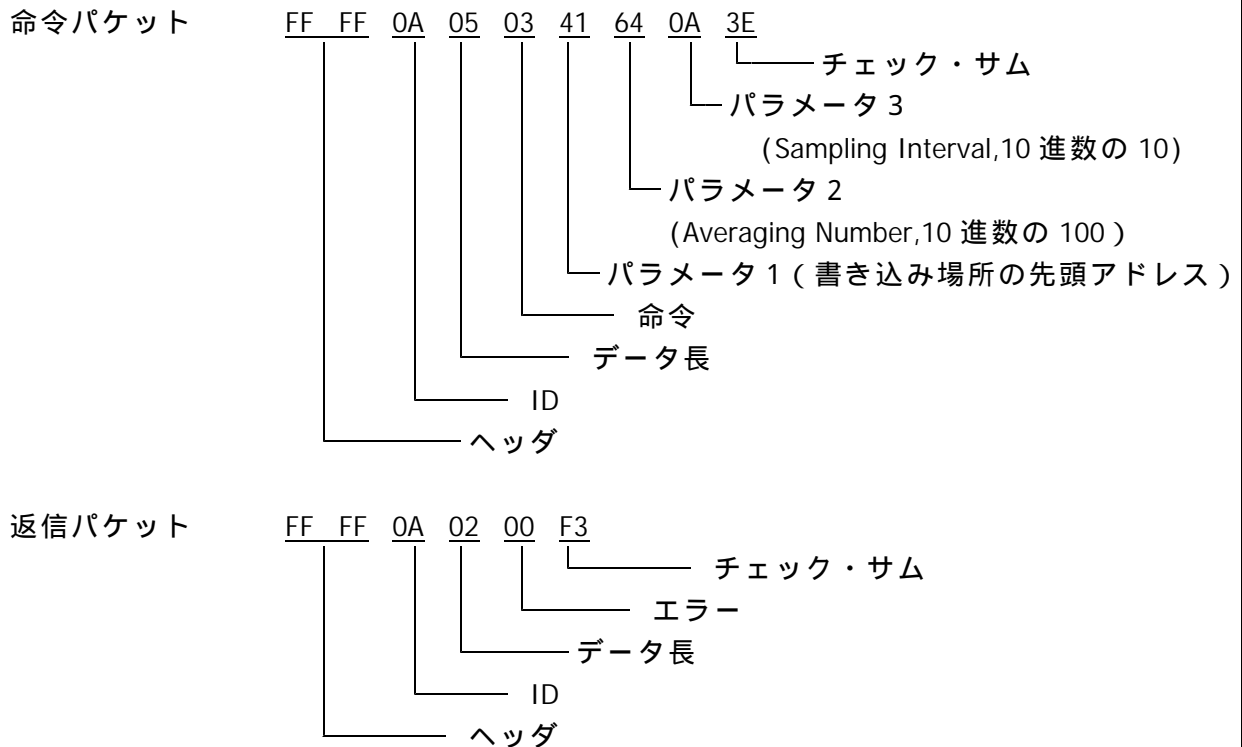 命令パケット FF FF 0A 05 03 41 64 0A 3E
チェック・サム
パラメータ3
(Sampling Interval,10 進数の 10)
パラメータ2
(Averaging Number,10 進数の 100)
パラメータ1(書き込み場所の先頭アドレス)
命令
データ長
ID
ヘッダ
返信パケット FF FF 0A 02 00 F3
チェック・サム
エラー
データ長
ID
ヘッダ